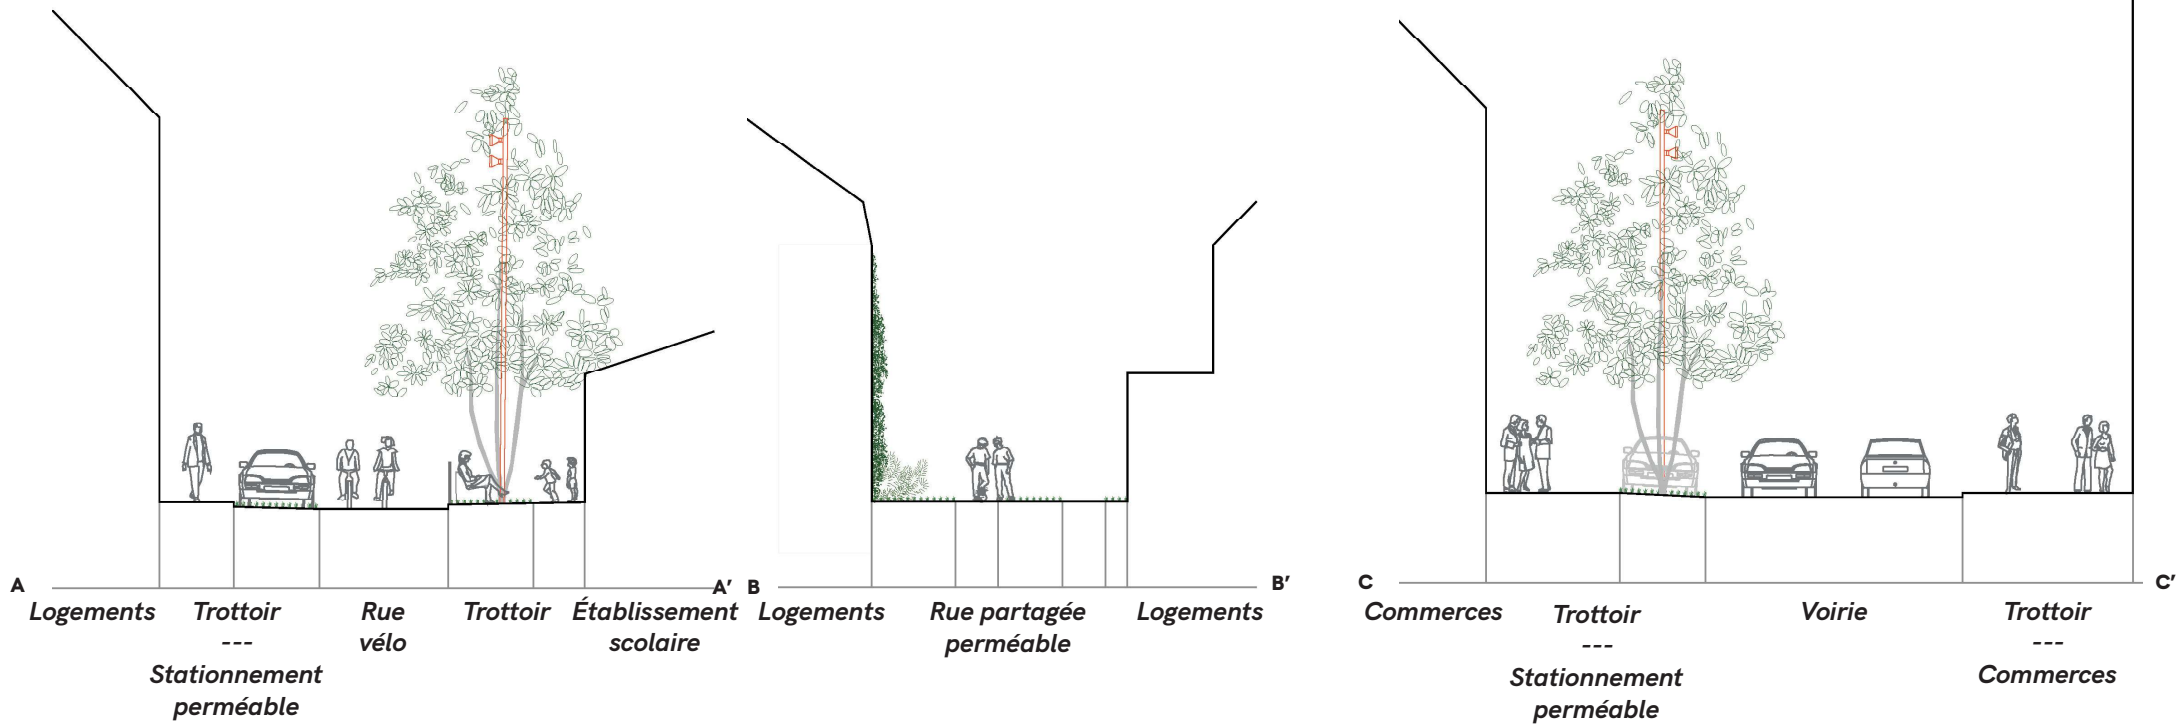 A
A'
Logements
Trottoir
---
Stationnement
perméable
Rue
vélo
Trottoir
Établissement
scolaire
B
B'
Logements
Rue partagée
perméable
Logements
C
C'
Commerces
Trottoir
---
Stationnement
perméable
Voirie
Trottoir
---
Commerces